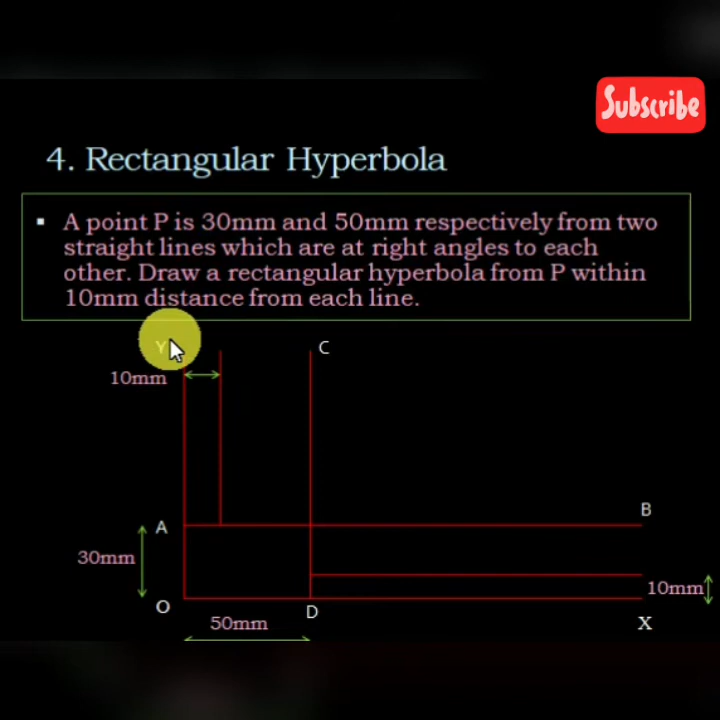 Subscribe
4. Rectangular Hyperbola
▪ A point P is 30mm and 50mm respectively from two
straight lines which are at right angles to each
other. Draw a rectangular hyperbola from P within
10mm distance from each line.
Y
C
10mm
B
A
30mm
10mm
O
D
50mm
X